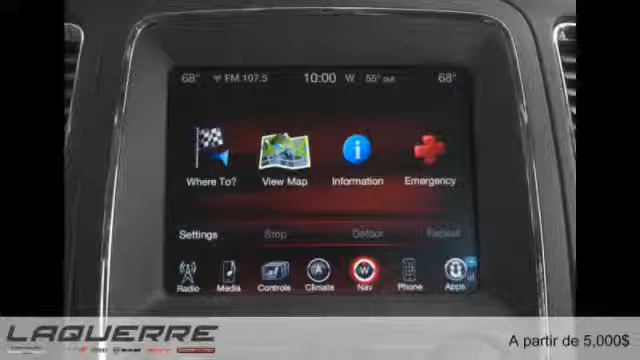 68° FM 107.5 10:00 W 55° out 68°
Where To? View Map Information Emergency
Settings Stop Detour Repeat
Radio Media Controls Climate Nav Phone Apps
LAQUERRE
A partir de 5,000$